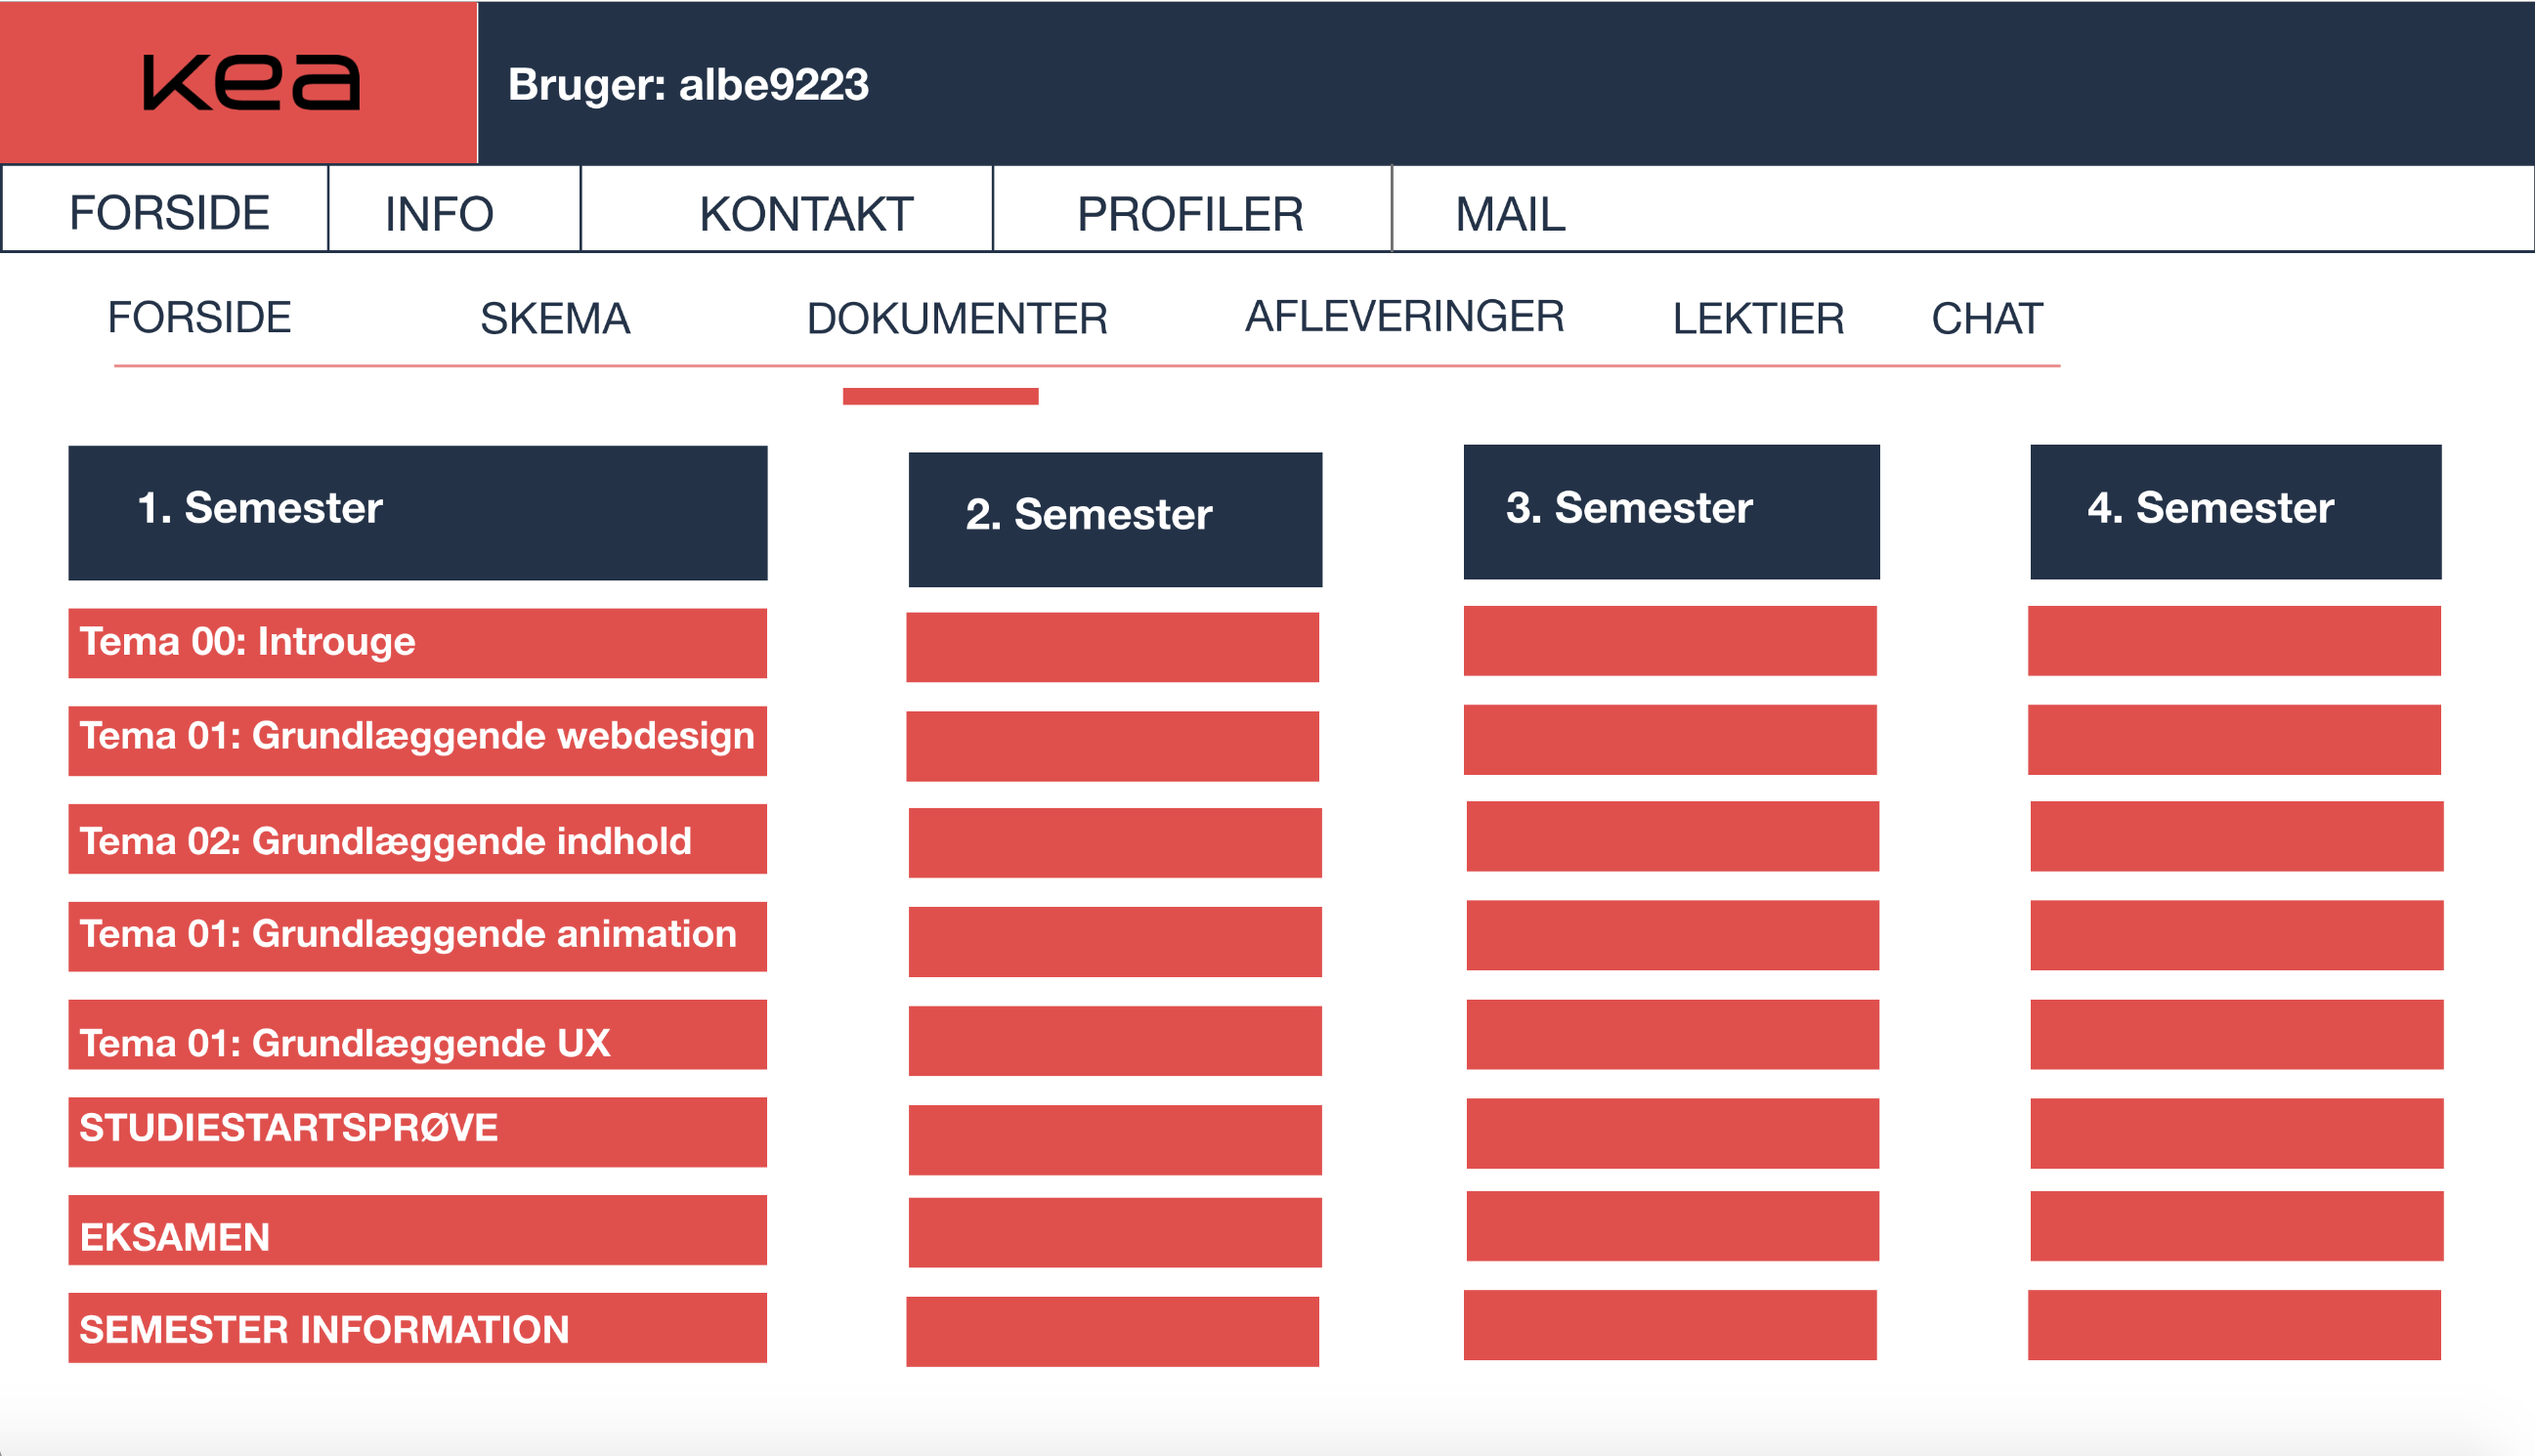 kea
Bruger: albe9223
FORSIDE INFO KONTAKT PROFILER MAIL
FORSIDE SKEMA DOKUMENTER AFLEVERINGER LEKTIER CHAT
1. Semester 2. Semester 3. Semester 4. Semester
Tema 00: Introuge
Tema 01: Grundlæggende webdesign
Tema 02: Grundlæggende indhold
Tema 01: Grundlæggende animation
Tema 01: Grundlæggende UX
STUDIESTARTSPRØVE
EKSAMEN
SEMESTER INFORMATION